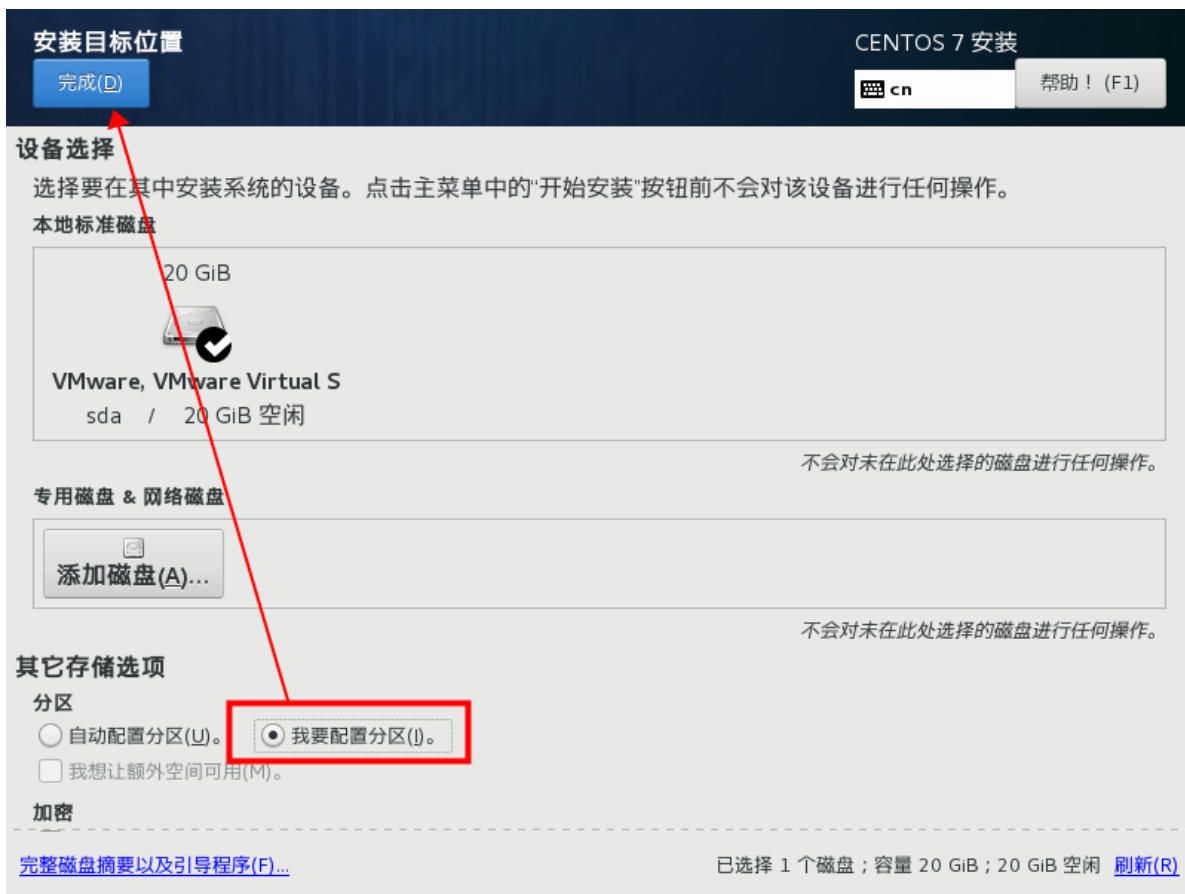 安装目标位置
CENTOS 7 安装
完成(D)
cn
帮助！(F1)
设备选择
选择要在其中安装系统的设备。点击主菜单中的“开始安装”按钮前不会对该设备进行任何操作。
本地标准磁盘
20 GiB
VMware, VMware Virtual S
sda / 20 GiB 空闲
不会对未在此处选择的磁盘进行任何操作。
专用磁盘 & 网络磁盘
添加磁盘(A)...
不会对未在此处选择的磁盘进行任何操作。
其它存储选项
分区
自动配置分区(U)。 我要配置分区(I)。
我想让额外空间可用(M)。
加密
完整磁盘摘要以及引导程序(F)... 已选择 1 个磁盘；容量 20 GiB；20 GiB 空闲 刷新(R)